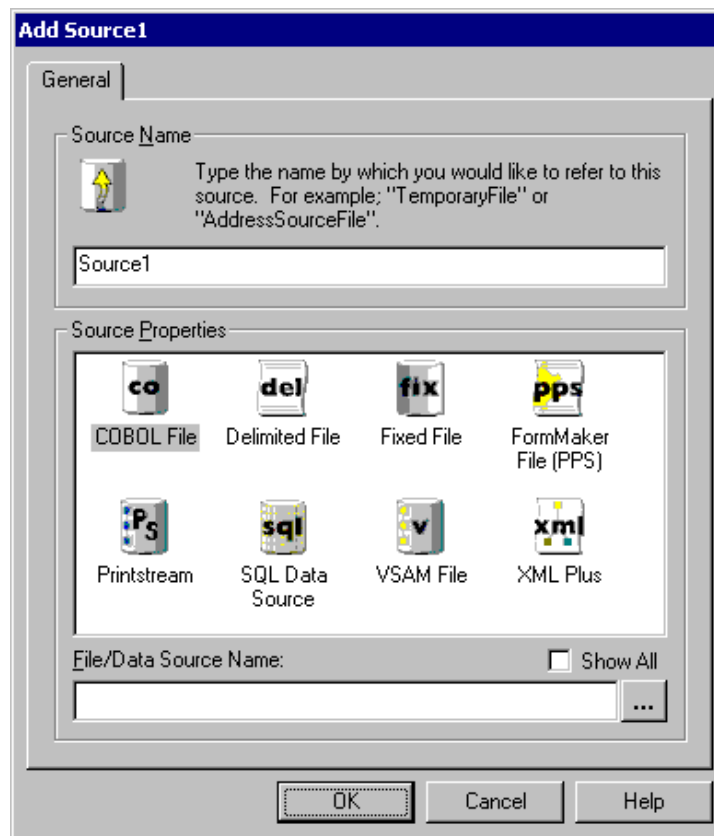 Add Source1
General
Source Name
Type the name by which you would like to refer to this
source. For example; "TemporaryFile" or
"AddressSourceFile".
Source1
Source Properties
co del fix pps
COBOL File Delimited File Fixed File FormMaker
File (PPS)
Ps sql v xml
Printstream SQL Data VSAM File XML Plus
Source
File/Data Source Name: Show All
...
OK Cancel Help